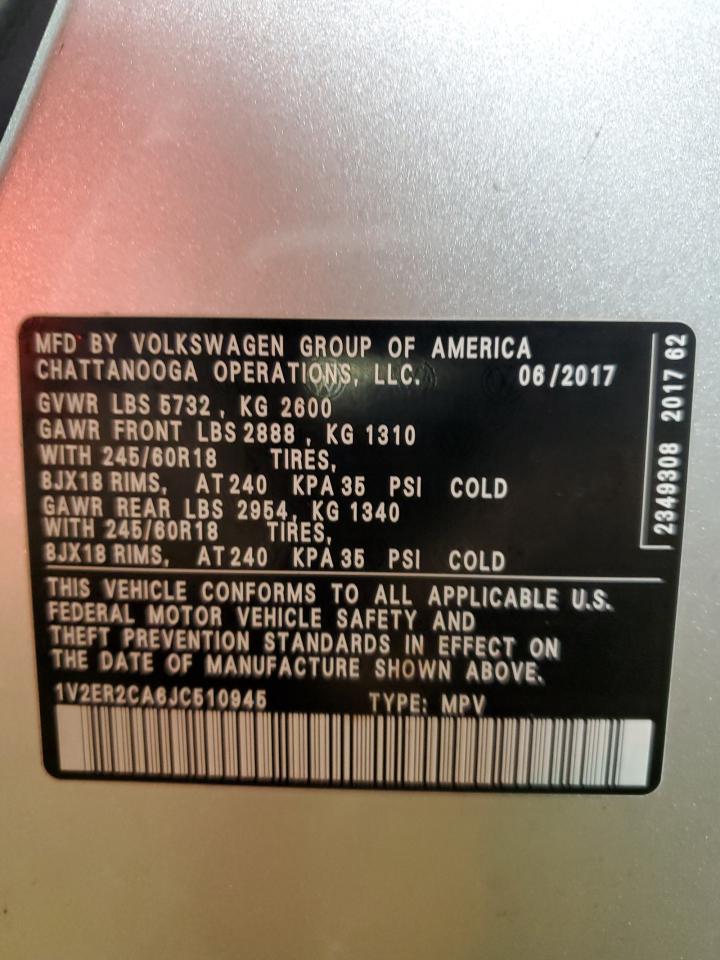 MFD BY VOLKSWAGEN GROUP OF AMERICA
CHATTANOOGA OPERATIONS, LLC. 06/2017
GVWR LBS 5732, KG 2600
GAWR FRONT LBS 2888, KG 1310
WITH 245/60R18 TIRES,
8JX18 RIMS, AT 240 KPA 35 PSI COLD
GAWR REAR LBS 2954, KG 1340
WITH 245/60R18 TIRES,
8JX18 RIMS, AT 240 KPA 35 PSI COLD
THIS VEHICLE CONFORMS TO ALL APPLICABLE U.S.
FEDERAL MOTOR VEHICLE SAFETY AND
THEFT PREVENTION STANDARDS IN EFFECT ON
THE DATE OF MANUFACTURE SHOWN ABOVE.
1V2ER2CA6JC510945 TYPE: MPV
2349308 2017 62